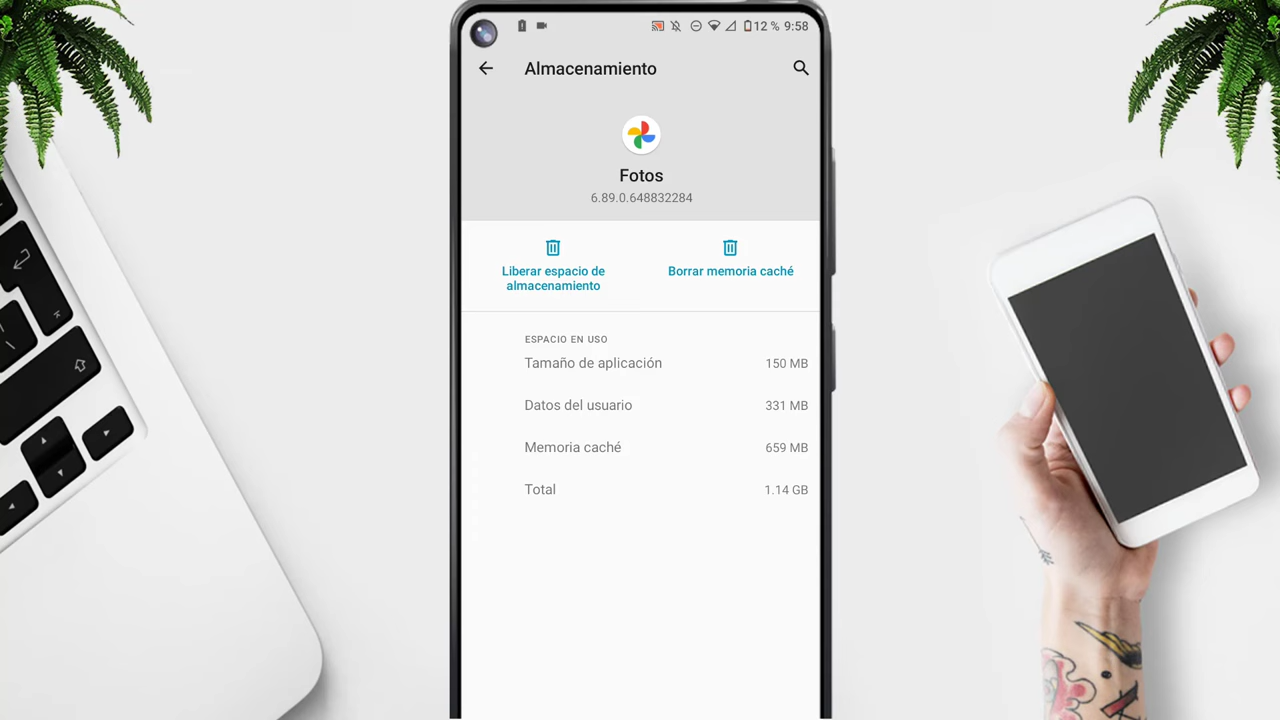 12 % 9:58
Almacenamiento
Fotos
6.89.0.648832284
Liberar espacio de
almacenamiento
Borrar memoria caché
ESPACIO EN USO
Tamaño de aplicación 150 MB
Datos del usuario 331 MB
Memoria caché 659 MB
Total 1.14 GB